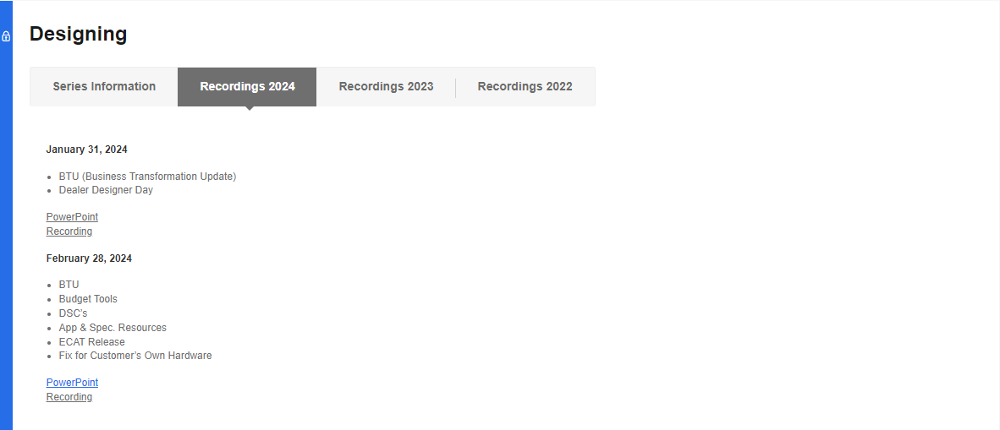 Designing
Series Information
Recordings 2024
Recordings 2023
Recordings 2022
January 31, 2024
BTU (Business Transformation Update)
Dealer Designer Day
PowerPoint
Recording
February 28, 2024
BTU
Budget Tools
DSC's
App & Spec. Resources
ECAT Release
Fix for Customer’s Own Hardware
PowerPoint
Recording